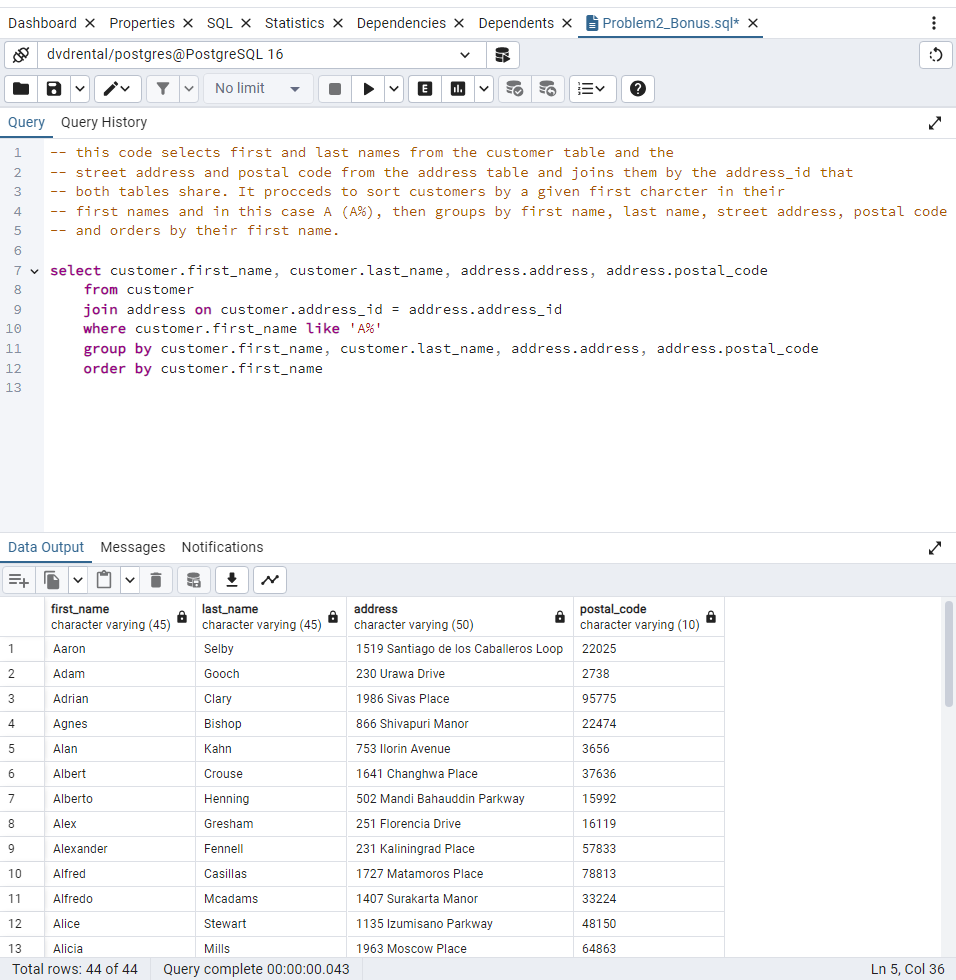 Dashboard Properties SQL Statistics Dependencies Dependents Problem2_Bonus.sql*
dvdrental/postgres@PostgreSQL 16
No limit
E
Query Query History
1 -- this code selects first and last names from the customer table and the
2 -- street address and postal code from the address table and joins them by the address_id that
3 -- both tables share. It procceds to sort customers by a given first charcter in their
4 -- first names and in this case A (A%), then groups by first name, last name, street address, postal code
5 -- and orders by their first name.
6
7 select customer.first_name, customer.last_name, address.address, address.postal_code
8 from customer
9 join address on customer.address_id = address.address_id
10 where customer.first_name like 'A%'
11 group by customer.first_name, customer.last_name, address.address, address.postal_code
12 order by customer.first_name
13
Data Output Messages Notifications
first_name last_name address postal_code
character varying (45) character varying (45) character varying (50) character varying (10)
1 Aaron Selby 1519 Santiago de los Caballeros Loop 22025
2 Adam Gooch 230 Urawa Drive 2738
3 Adrian Clary 1986 Sivas Place 95775
4 Agnes Bishop 866 Shivapuri Manor 22474
5 Alan Kahn 753 Ilorin Avenue 3656
6 Albert Crouse 1641 Changhwa Place 37636
7 Alberto Henning 502 Mandi Bahauddin Parkway 15992
8 Alex Gresham 251 Florencia Drive 16119
9 Alexander Fennell 231 Kaliningrad Place 57833
10 Alfred Casillas 1727 Matamoros Place 78813
11 Alfredo Mcadams 1407 Surakarta Manor 33224
12 Alice Stewart 1135 Izumisano Parkway 48150
13 Alicia Mills 1963 Moscow Place 64863
Total rows: 44 of 44 Query complete 00:00:00.043 Ln 5, Col 36